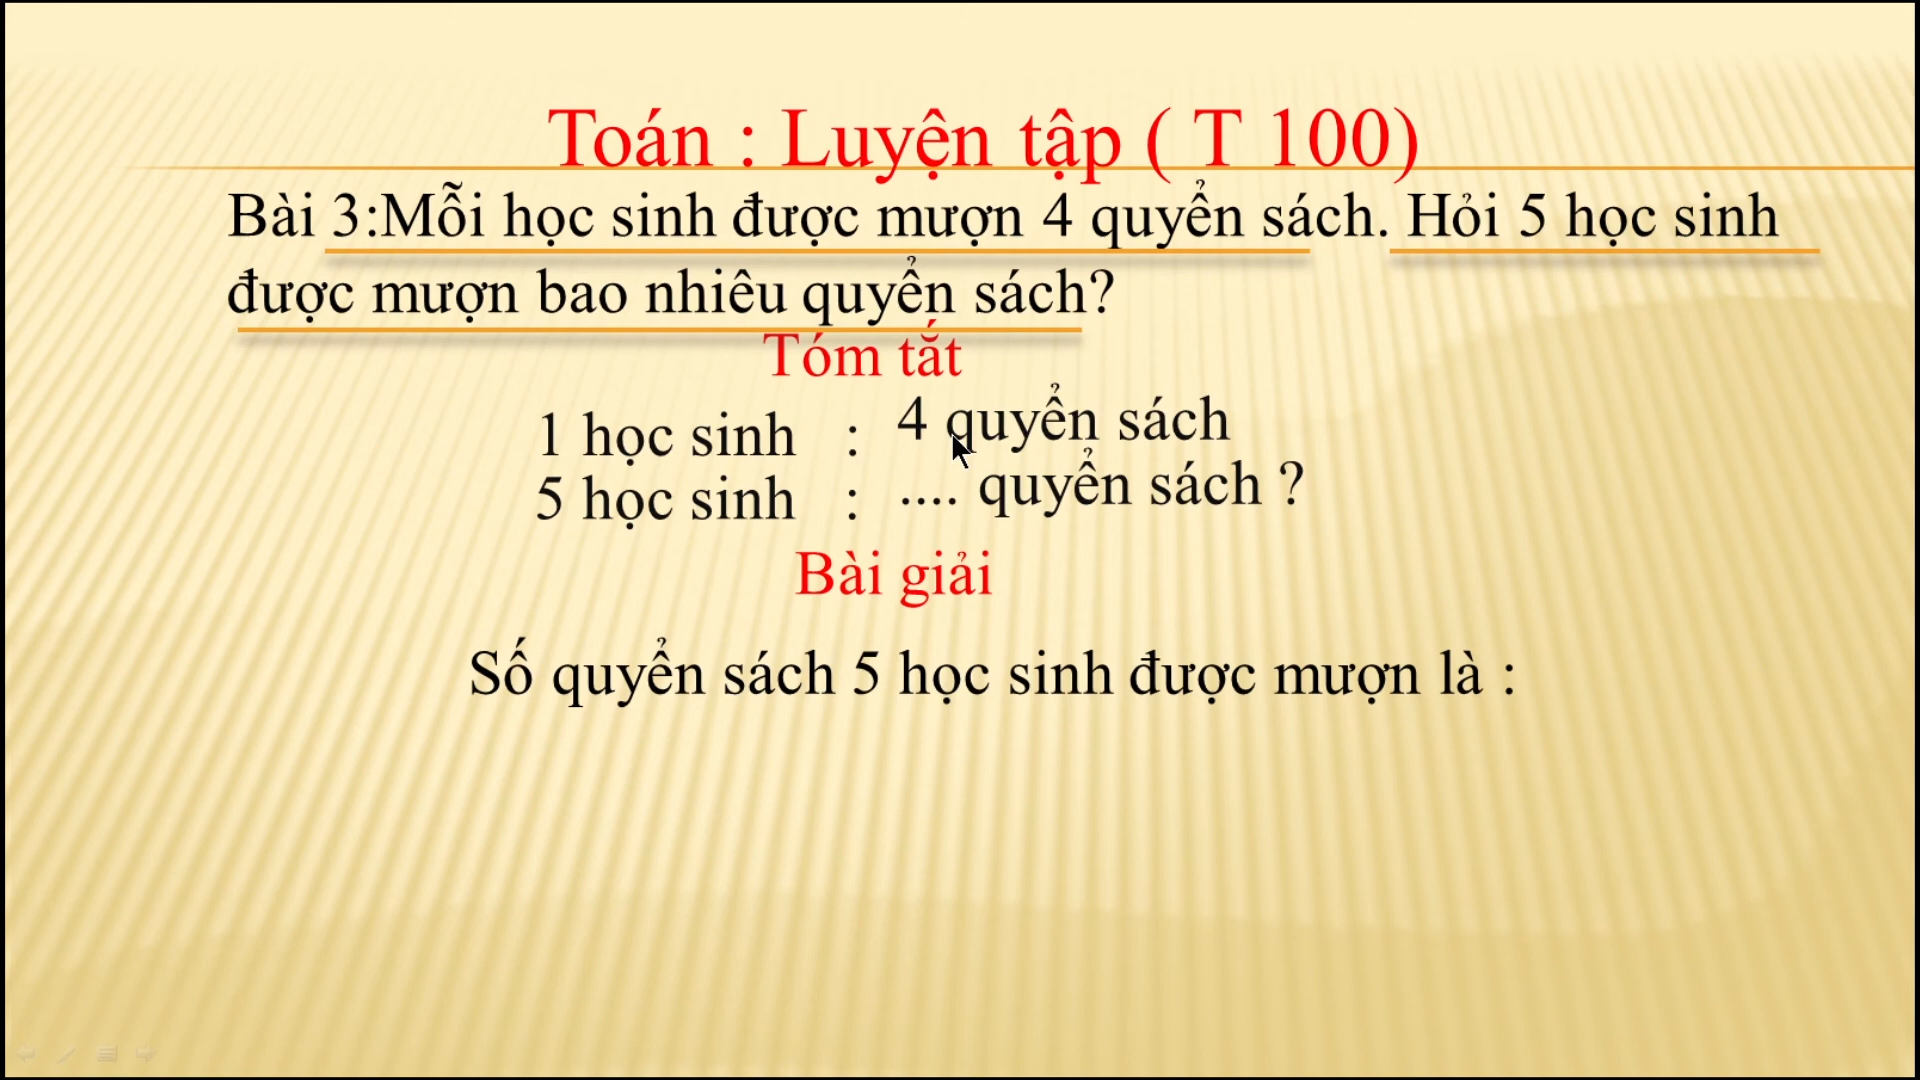 Toán : Luyện tập ( T 100)
Bài 3:Mỗi học sinh được mượn 4 quyển sách. Hỏi 5 học sinh
được mượn bao nhiêu quyển sách?
Tóm tắt
1 học sinh : 4 quyển sách
5 học sinh : .... quyển sách ?
Bài giải
Số quyển sách 5 học sinh được mượn là :